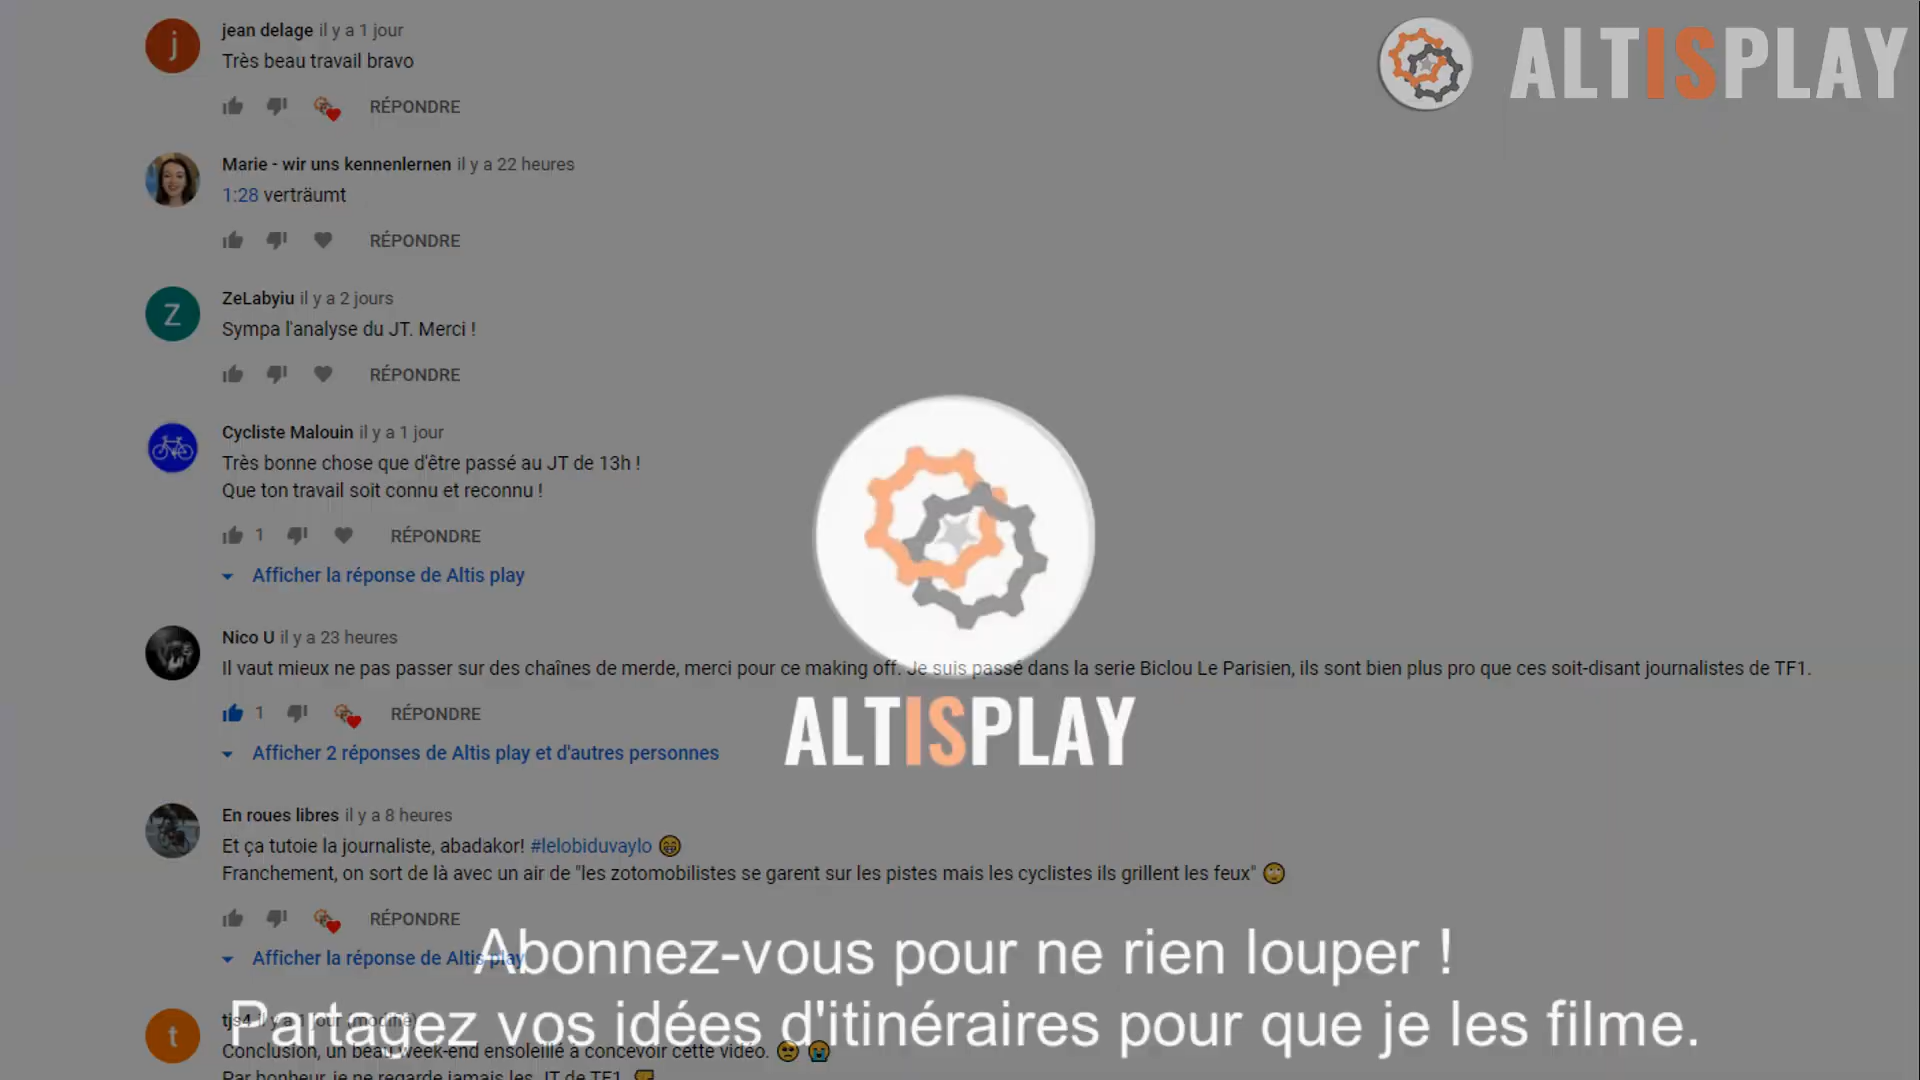 jean delage il y a 1 jour
Très beau travail bravo
RÉPONDRE
ALTISPLAY
Marie - wir uns kennenlernen il y a 22 heures
1:28 verträumt
RÉPONDRE
Z
ZeLabyiu il y a 2 jours
Sympa l'analyse du JT. Merci !
RÉPONDRE
Cycliste Malouin il y a 1 jour
Très bonne chose que d'être passé au JT de 13h !
Que ton travail soit connu et reconnu !
1 RÉPONDRE
Afficher la réponse de Altis play
Nico U il y a 23 heures
Il vaut mieux ne pas passer sur des chaînes de merde, merci pour ce making off. Je suis passé dans la serie Biclou Le Parisien, ils sont bien plus pro que ces soit-disant journalistes de TF1.
1 RÉPONDRE
Afficher 2 réponses de Altis play et d'autres personnes
ALTISPLAY
En roues libres il y a 8 heures
Et ça tutoie la journaliste, abadakor! #lelobiduvaylo 😁
Franchement, on sort de là avec un air de "les zotomobilistes se garent sur les pistes mais les cyclistes ils grillent les feux" 🙄
RÉPONDRE
Afficher la réponse de Altis play
Abonnez-vous pour ne rien louper !
t
tjs4 il y a 1 jour (modifié)
Partagez vos idées d'itinéraires pour que je les filme.
Conclusion, un beau week-end ensoleillé à concevoir cette vidéo.
Par bonheur, je ne regarde jamais les JT de TF1.